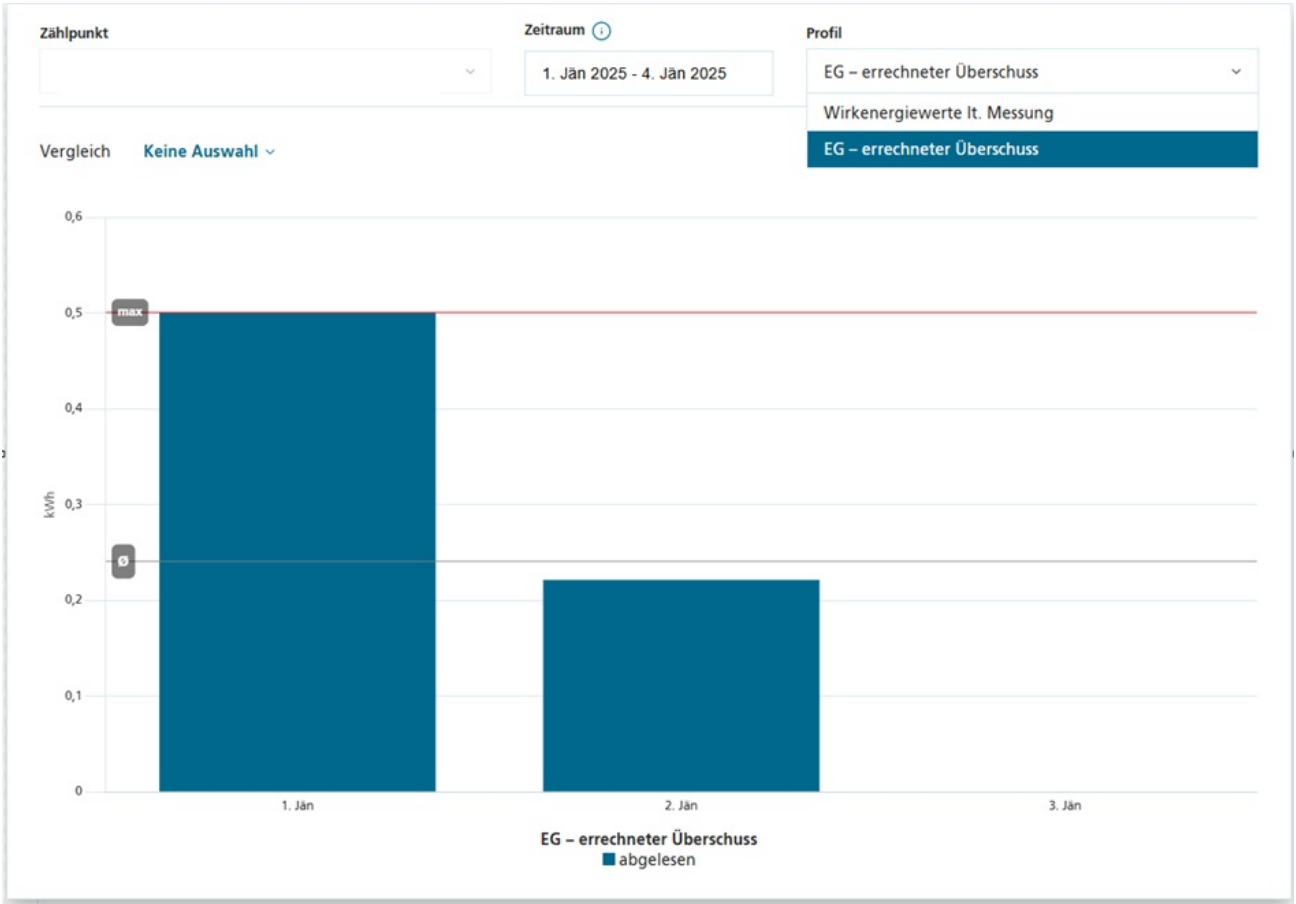 Zählpunkt
Zeitraum
Profil
1. Jän 2025 - 4. Jän 2025
EG – errechneter Überschuss
Wirkenergiewerte lt. Messung
EG – errechneter Überschuss
Vergleich Keine Auswahl
0,6
max
0,5
0,4
kWh
0,3
ø
0,2
0,1
0
1. Jän
2. Jän
3. Jän
EG – errechneter Überschuss
abgelesen